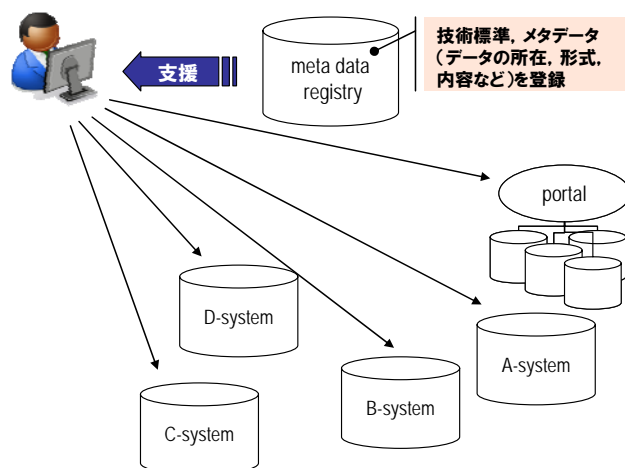 技術標準，メタデータ
（データの所在，形式，
内容など）を登録
支援
meta data
registry
portal
D-system
A-system
B-system
C-system